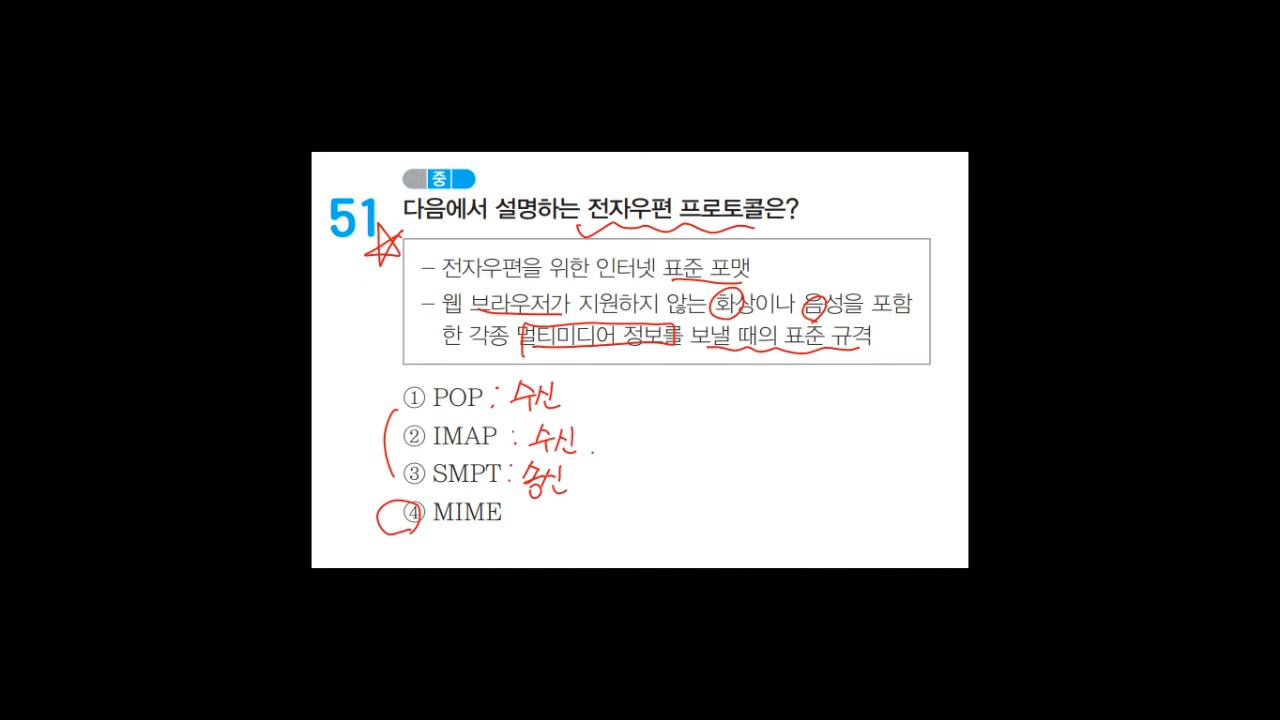 중
51 다음에서 설명하는 전자우편 프로토콜은?
– 전자우편을 위한 인터넷 표준 포맷
– 웹 브라우저가 지원하지 않는 화상이나 음성을 포함
한 각종 멀티미디어 정보를 보낼 때의 표준 규격
① POP : 수신
② IMAP : 수신
③ SMPT : 송신
④ MIME